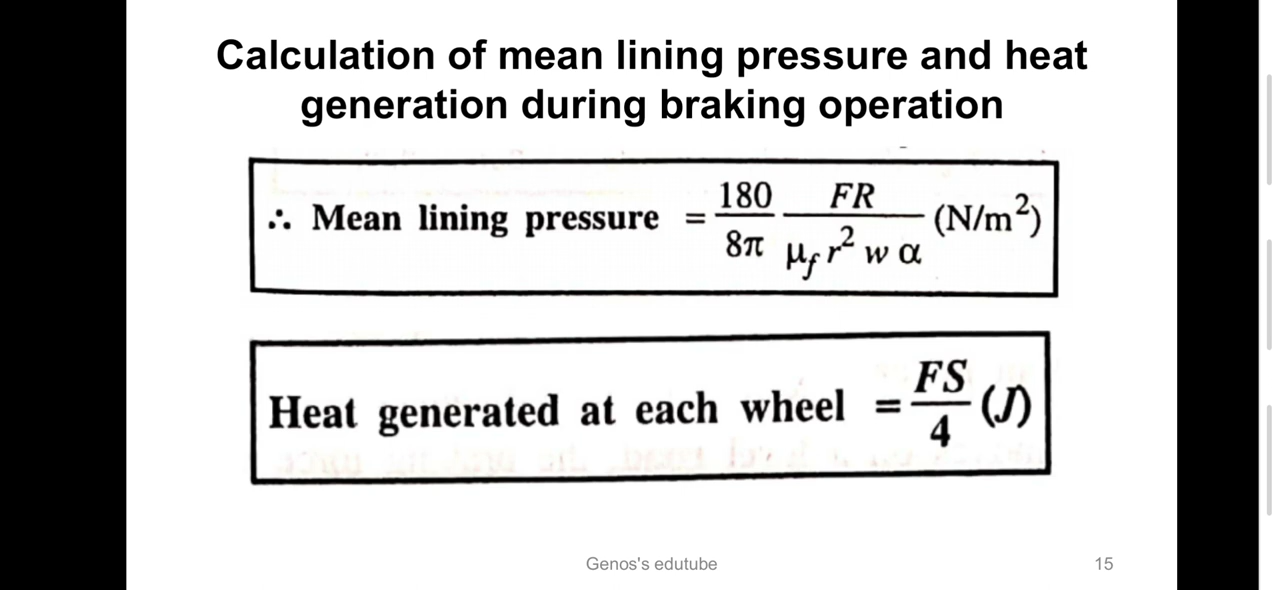 Calculation of mean lining pressure and heat
generation during braking operation
∴ Mean lining pressure = 180/8π FR/μ_f r² w α (N/m²)
Heat generated at each wheel = FS/4 (J)
Genos's edutube
15